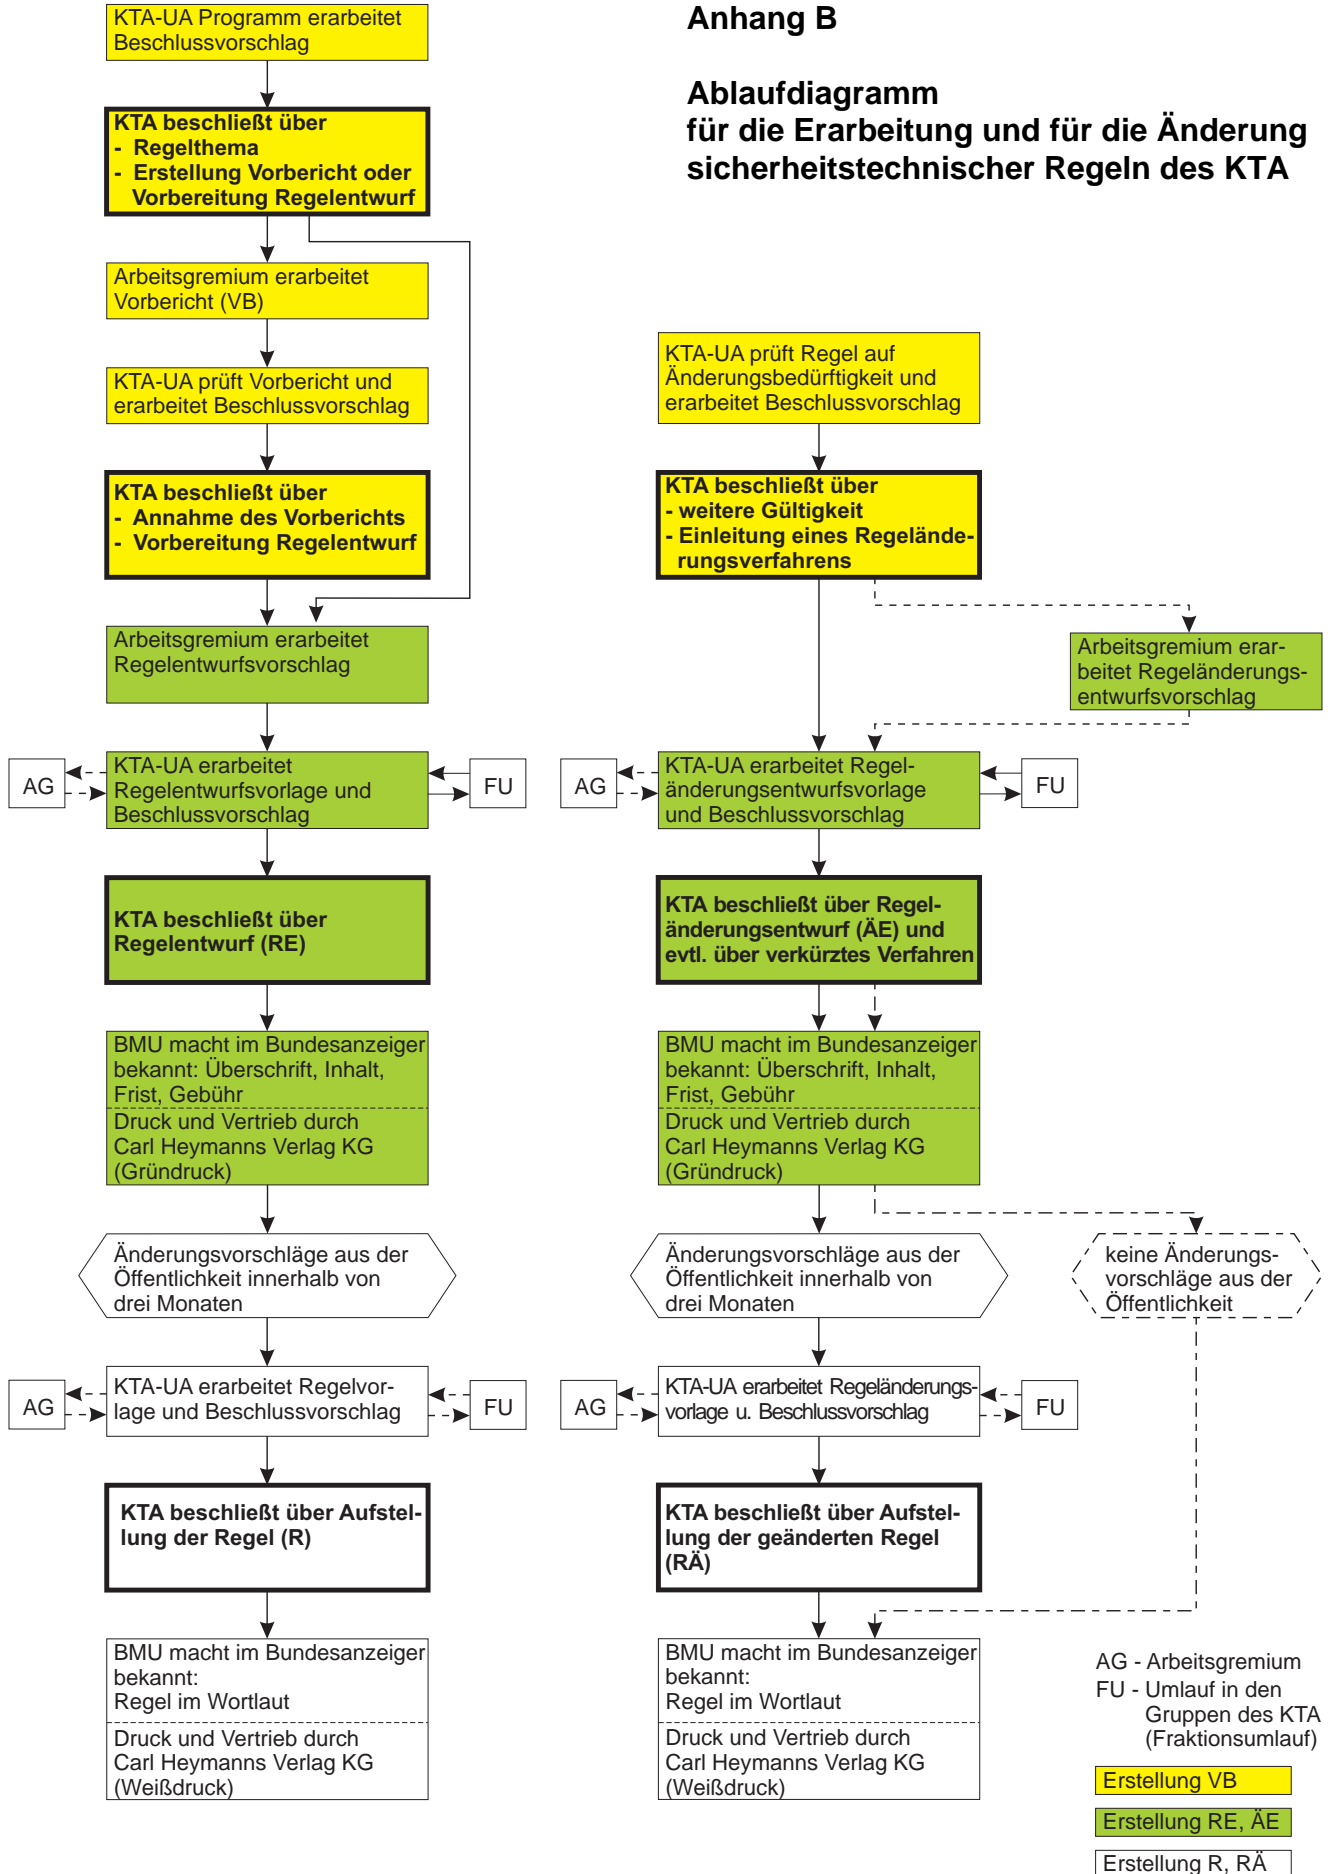 Anhang B
Ablaufdiagramm
für die Erarbeitung und für die Änderung
sicherheitstechnischer Regeln des KTA
KTA-UA Programm erarbeitet
Beschlussvorschlag
KTA beschließt über
- Regelthema
- Erstellung Vorbericht oder
Vorbereitung Regelentwurf
Arbeitsgremium erarbeitet
Vorbericht (VB)
KTA-UA prüft Vorbericht und
erarbeitet Beschlussvorschlag
KTA beschließt über
- Annahme des Vorberichts
- Vorbereitung Regelentwurf
Arbeitsgremium erarbeitet
Regelentwurfsvorschlag
AG
KTA-UA erarbeitet
Regelentwurfsvorlage und
Beschlussvorschlag
FU
KTA beschließt über
Regelentwurf (RE)
BMU macht im Bundesanzeiger
bekannt: Überschrift, Inhalt,
Frist, Gebühr
Druck und Vertrieb durch
Carl Heymanns Verlag KG
(Gründruck)
Änderungsvorschläge aus der
Öffentlichkeit innerhalb von
drei Monaten
AG
KTA-UA erarbeitet Regelvor-
lage und Beschlussvorschlag
FU
KTA beschließt über Aufstel-
lung der Regel (R)
BMU macht im Bundesanzeiger
bekannt:
Regel im Wortlaut
Druck und Vertrieb durch
Carl Heymanns Verlag KG
(Weißdruck)
KTA-UA prüft Regel auf
Änderungsbedürftigkeit und
erarbeitet Beschlussvorschlag
KTA beschließt über
- weitere Gültigkeit
- Einleitung eines Regelände-
rungsverfahrens
Arbeitsgremium erar-
beitet Regeländerungs-
entwurfsvorschlag
AG
KTA-UA erarbeitet Regel-
änderungsentwurfsvorlage
und Beschlussvorschlag
FU
KTA beschließt über Regel-
änderungsentwurf (ÄE) und
evtl. über verkürztes Verfahren
BMU macht im Bundesanzeiger
bekannt: Überschrift, Inhalt,
Frist, Gebühr
Druck und Vertrieb durch
Carl Heymanns Verlag KG
(Gründruck)
Änderungsvorschläge aus der
Öffentlichkeit innerhalb von
drei Monaten
keine Änderungs-
vorschläge aus der
Öffentlichkeit
AG
KTA-UA erarbeitet Regeländerungs-
vorlage u. Beschlussvorschlag
FU
KTA beschließt über Aufstel-
lung der geänderten Regel
(RÄ)
BMU macht im Bundesanzeiger
bekannt:
Regel im Wortlaut
Druck und Vertrieb durch
Carl Heymanns Verlag KG
(Weißdruck)
AG - Arbeitsgremium
FU - Umlauf in den
Gruppen des KTA
(Fraktionsumlauf)
Erstellung VB
Erstellung RE, ÄE
Erstellung R, RÄ